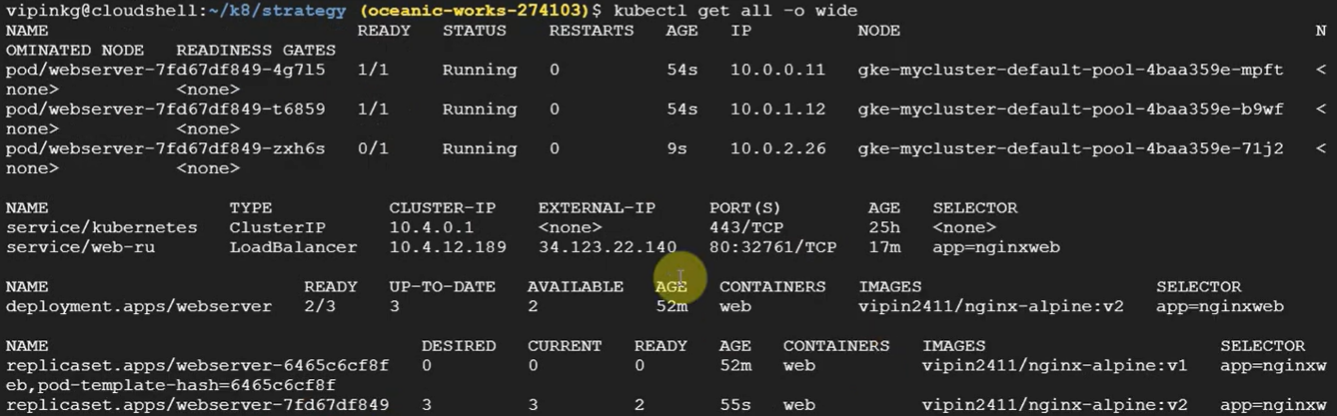 vipinkg@cloudshell:~/k8/strategy (oceanic-works-274103)$ kubectl get all -o wide
NAME READY STATUS RESTARTS AGE IP NODE N
OMINATED NODE READINESS GATES
pod/webserver-7fd67df849-4g7l5 1/1 Running 0 54s 10.0.0.11 gke-mycluster-default-pool-4baa359e-mpft <
none> <none>
pod/webserver-7fd67df849-t6859 1/1 Running 0 54s 10.0.1.12 gke-mycluster-default-pool-4baa359e-b9wf <
none> <none>
pod/webserver-7fd67df849-zxh6s 0/1 Running 0 9s 10.0.2.26 gke-mycluster-default-pool-4baa359e-71j2 <
none> <none>
NAME TYPE CLUSTER-IP EXTERNAL-IP PORT(S) AGE SELECTOR
service/kubernetes ClusterIP 10.4.0.1 <none> 443/TCP 25h <none>
service/web-ru LoadBalancer 10.4.12.189 34.123.22.140 80:32761/TCP 17m app=nginxweb
NAME READY UP-TO-DATE AVAILABLE AGE CONTAINERS IMAGES SELECTOR
deployment.apps/webserver 2/3 3 2 52m web vipin2411/nginx-alpine:v2 app=nginxweb
NAME DESIRED CURRENT READY AGE CONTAINERS IMAGES SELECTOR
replicaset.apps/webserver-6465c6cf8f 0 0 0 52m web vipin2411/nginx-alpine:v1 app=nginxw
eb,pod-template-hash=6465c6cf8f
replicaset.apps/webserver-7fd67df849 3 3 2 55s web vipin2411/nginx-alpine:v2 app=nginxw